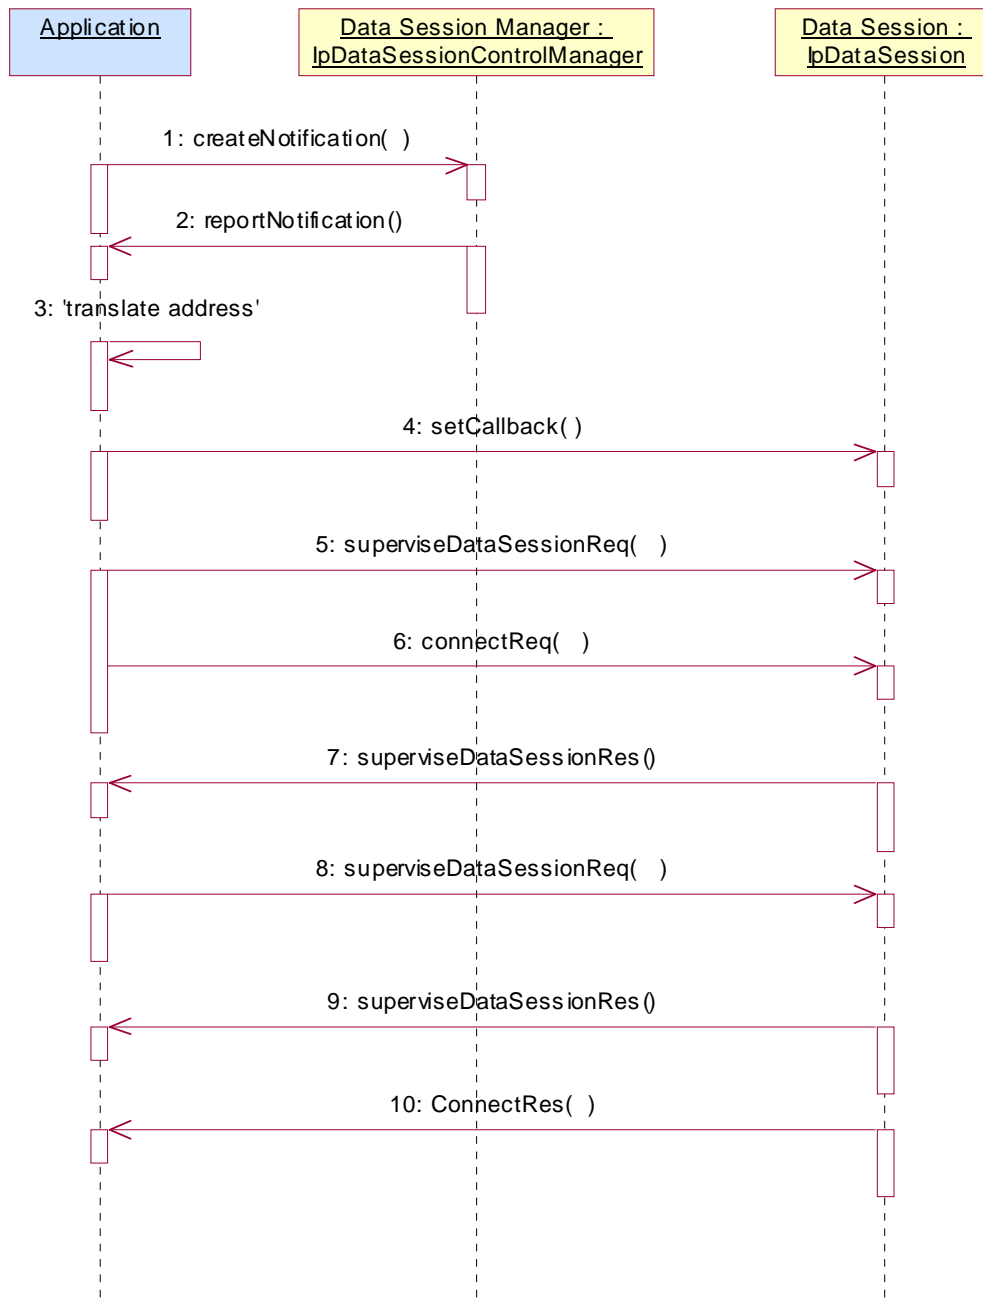 Application
Data Session Manager :
IpDataSessionControlManager
Data Session :
IpDataSession
1: createNotification( )
2: reportNotification()
3: 'translate address'
4: setCallback( )
5: superviseDataSessionReq( )
6: connectReq( )
7: superviseDataSessionRes()
8: superviseDataSessionReq( )
9: superviseDataSessionRes()
10: ConnectRes( )